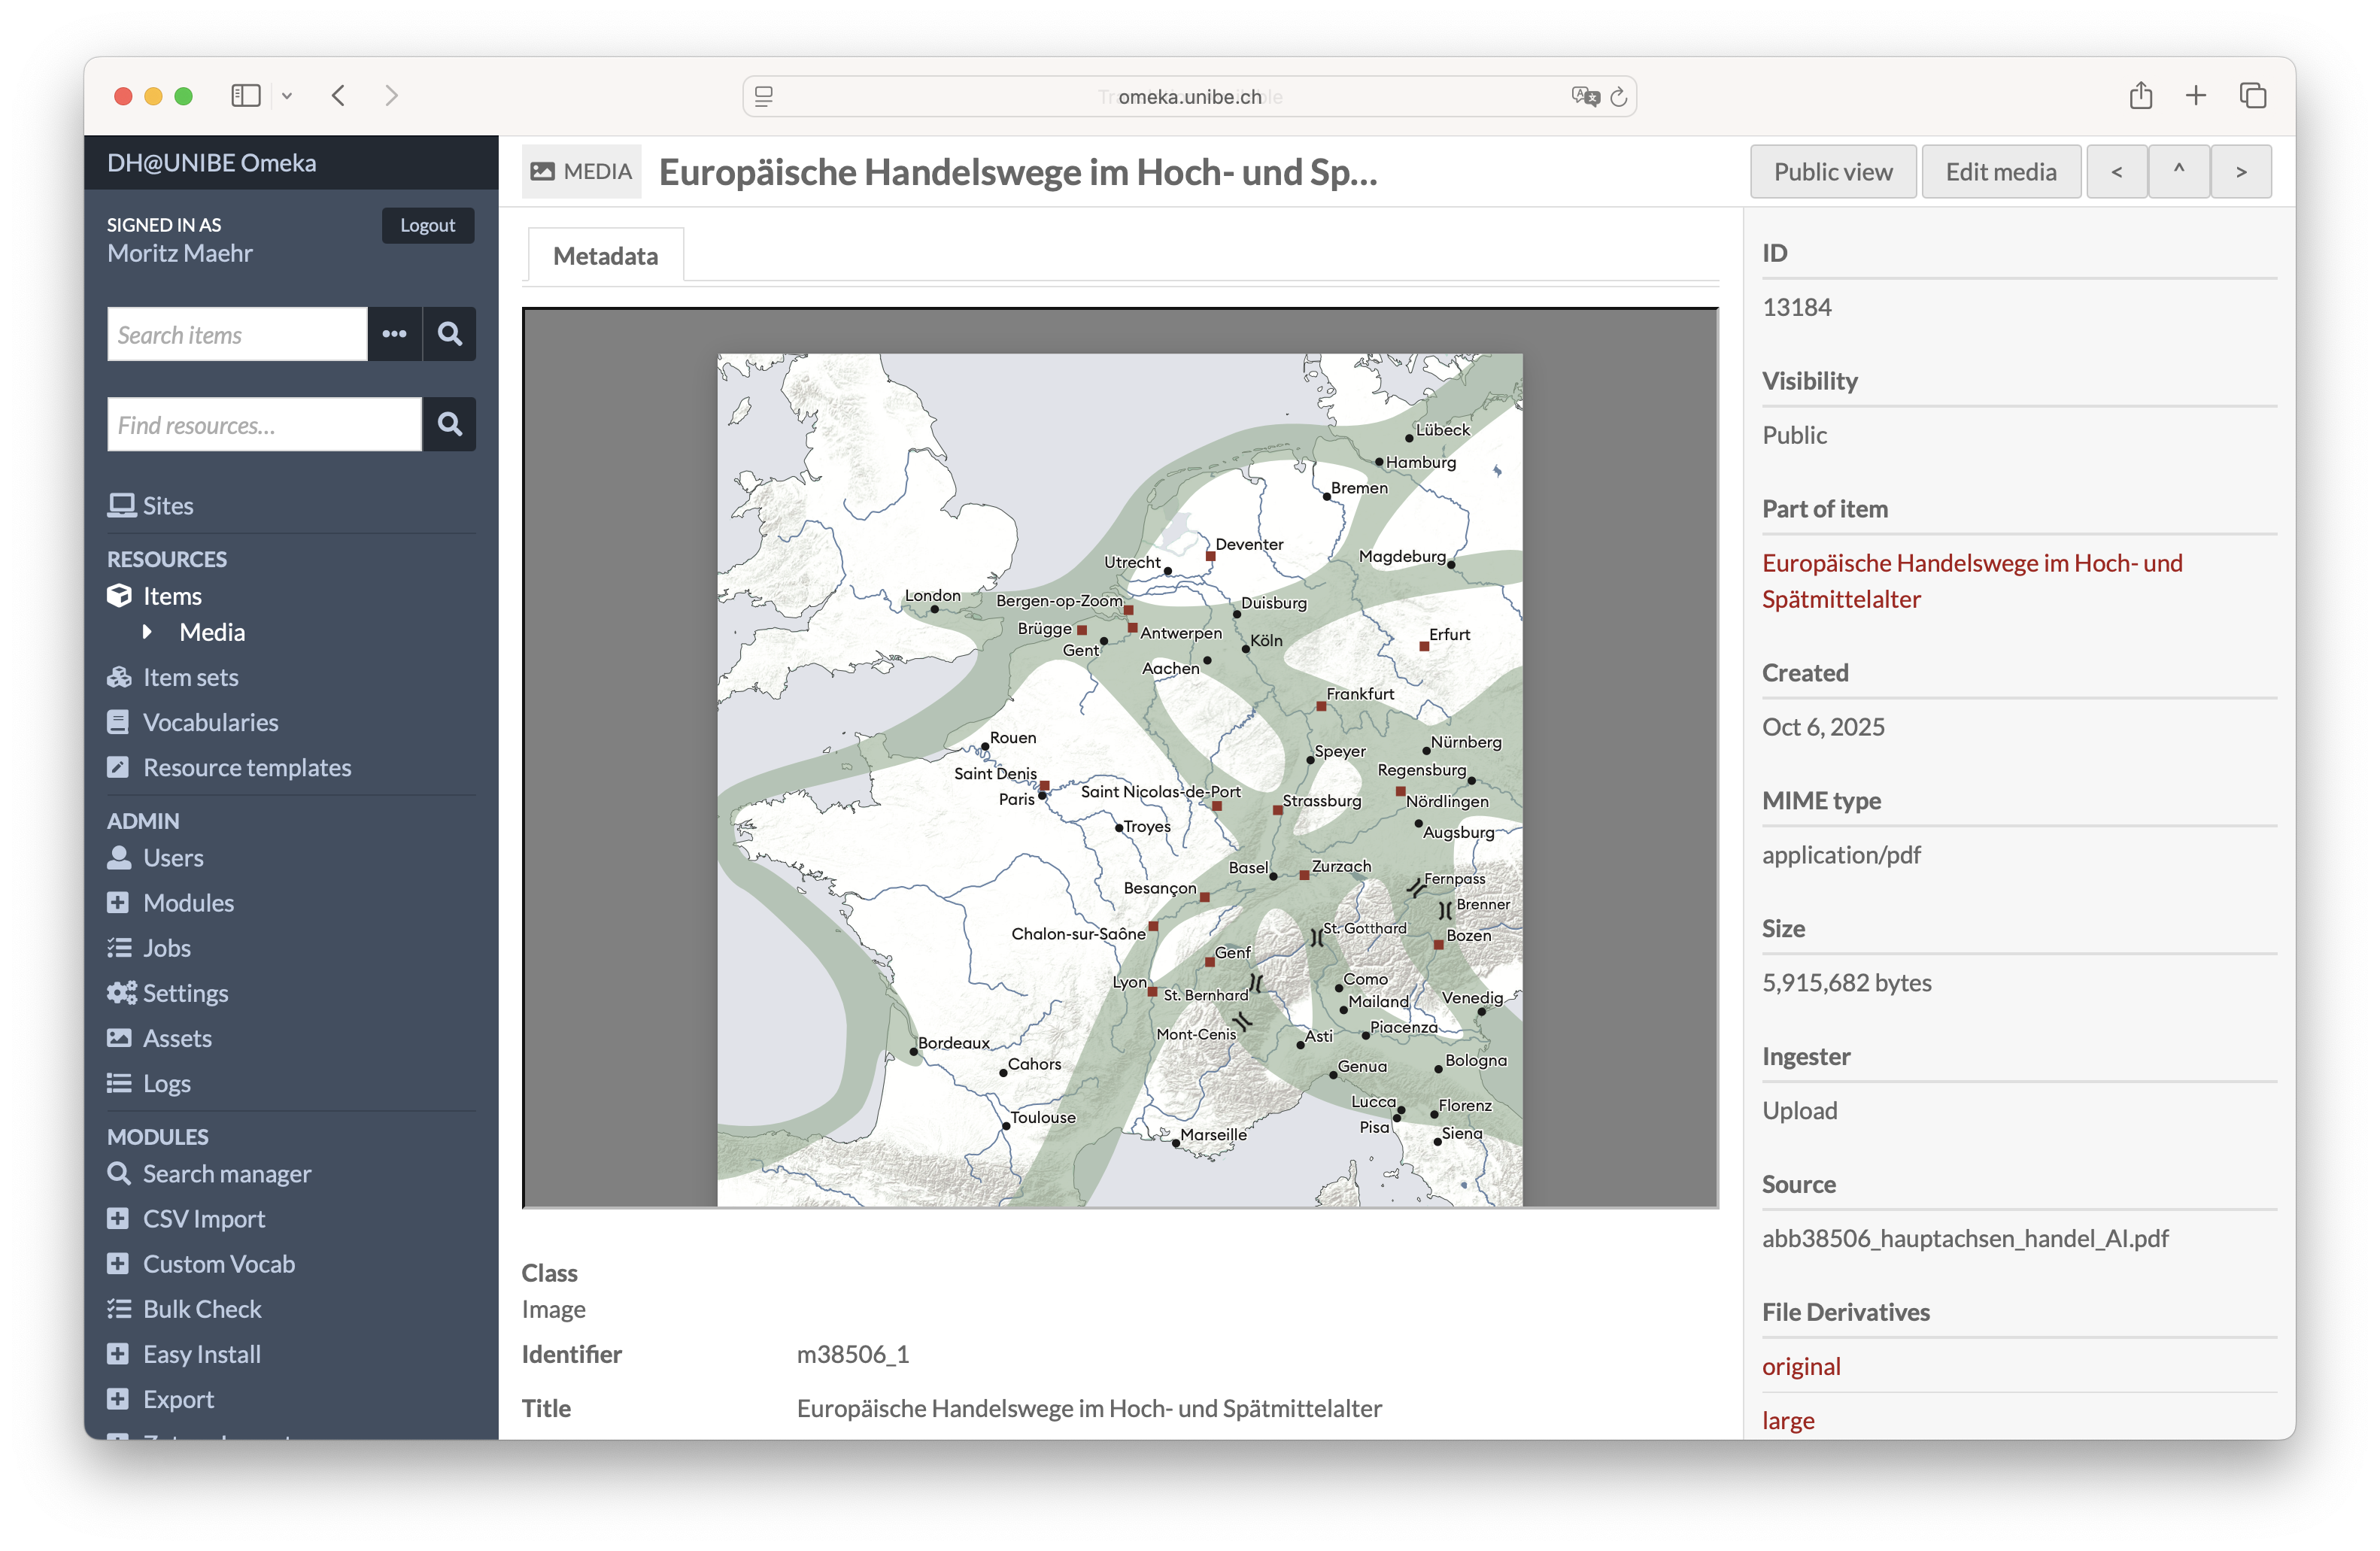 omeka.unibe.ch
DH@UNIBE Omeka
SIGNED IN AS
Moritz Maehr
Logout
Search items
Find resources...
Sites
RESOURCES
Items
Media
Item sets
Vocabularies
Resource templates
ADMIN
Users
Modules
Jobs
Settings
Assets
Logs
MODULES
Search manager
CSV Import
Custom Vocab
Bulk Check
Easy Install
Export
MEDIA
Europäische Handelswege im Hoch- und Sp...
Public view
Edit media
<
^
>
Metadata
Lübeck
Hamburg
Bremen
Deventer
Utrecht
Magdeburg
London
Bergen-op-Zoom
Duisburg
Brügge
Antwerpen
Gent
Köln
Erfurt
Aachen
Frankfurt
Rouen
Speyer
Nürnberg
Saint Denis
Regensburg
Paris
Saint Nicolas-de-Port
Strassburg
Nördlingen
Troyes
Augsburg
Basel
Zurzach
Fernpass
Besançon
Brenner
Chalon-sur-Saône
St. Gotthard
Bozen
Genf
Lyon
St. Bernhard
Como
Mailand
Venedig
Mont-Cenis
Asti
Piacenza
Bordeaux
Cahors
Genua
Bologna
Toulouse
Lucca
Florenz
Marseille
Pisa
Siena
Class
Image
Identifier
m38506_1
Title
Europäische Handelswege im Hoch- und Spätmittelalter
ID
13184
Visibility
Public
Part of item
Europäische Handelswege im Hoch- und
Spätmittelalter
Created
Oct 6, 2025
MIME type
application/pdf
Size
5,915,682 bytes
Ingester
Upload
Source
abb38506_hauptachsen_handel_AI.pdf
File Derivatives
original
large